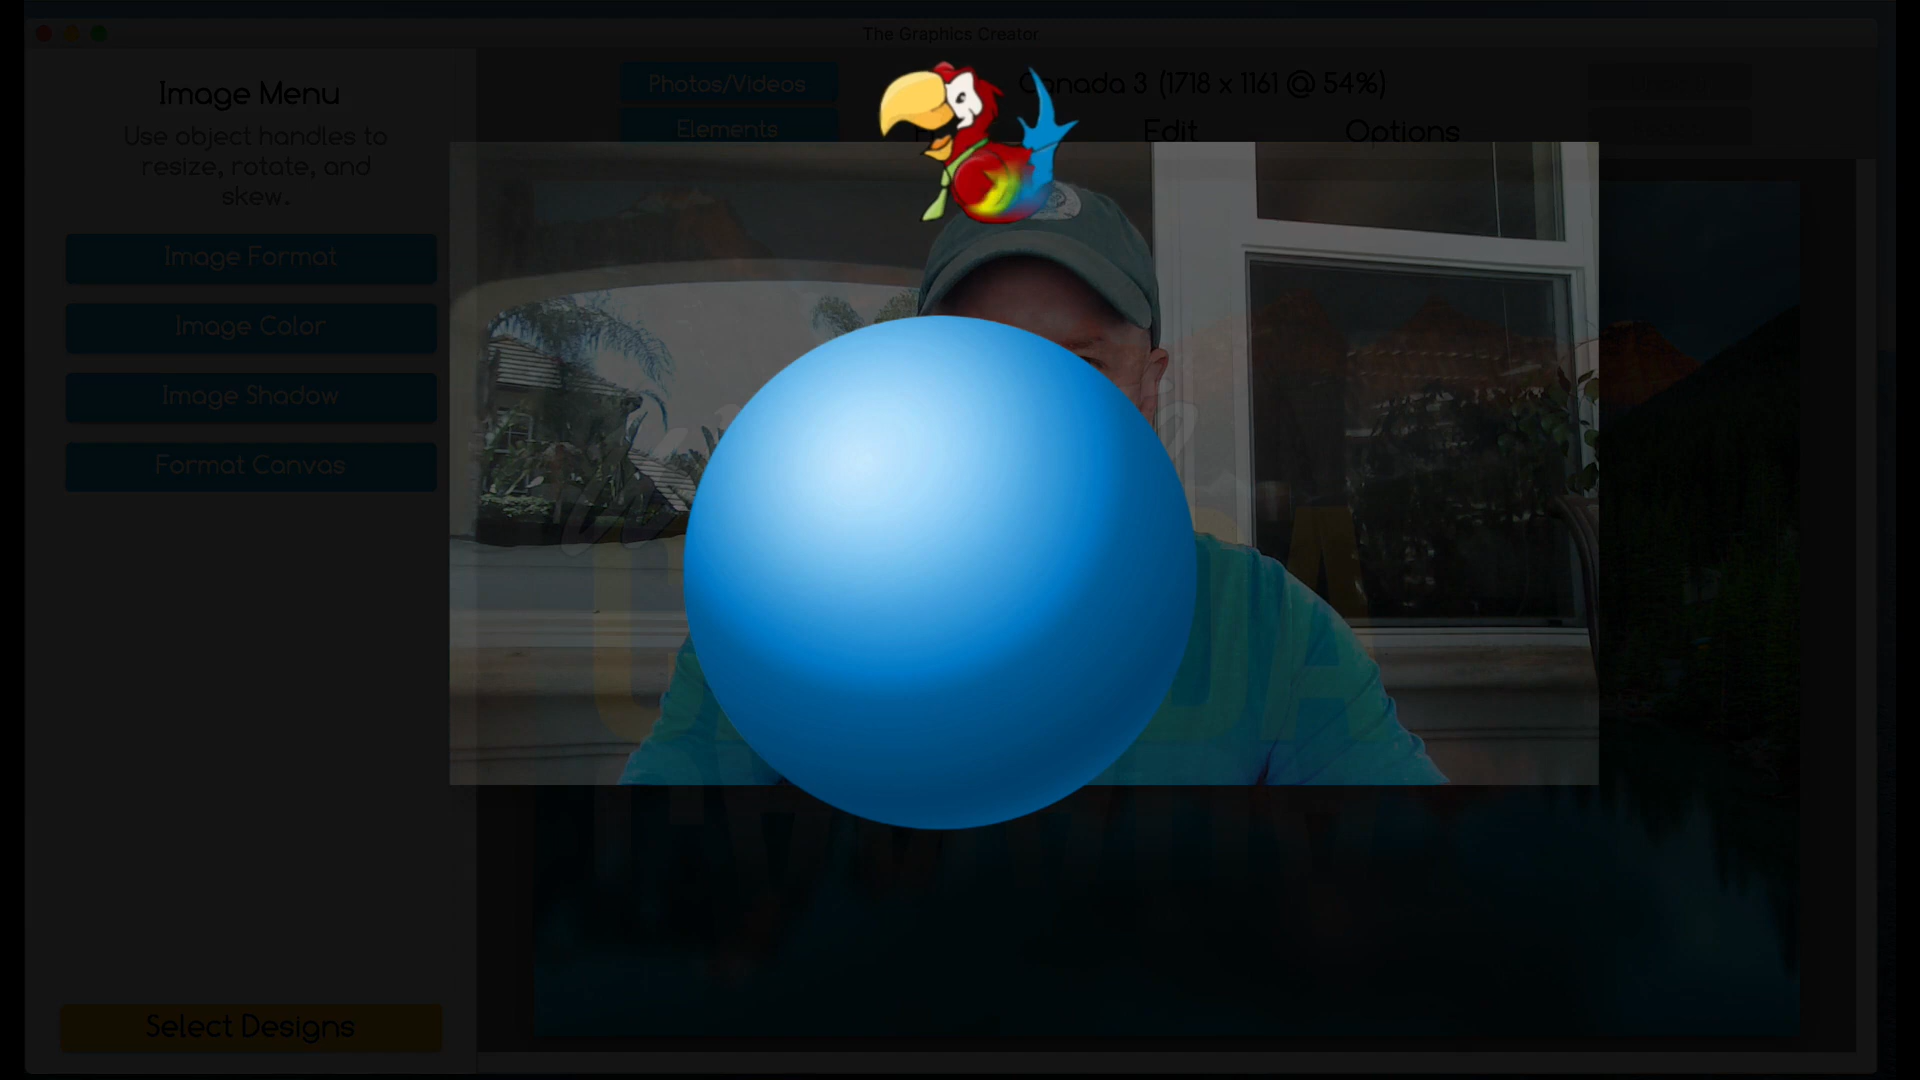 The Graphics Creator
Image Menu
Use object handles to
resize, rotate, and
skew.
Image Format
Image Color
Image Shadow
Format Canvas
Select Designs
Photos/Videos
Elements
Canada 3 (1718 x 1161 @ 54%)
Edit
Options